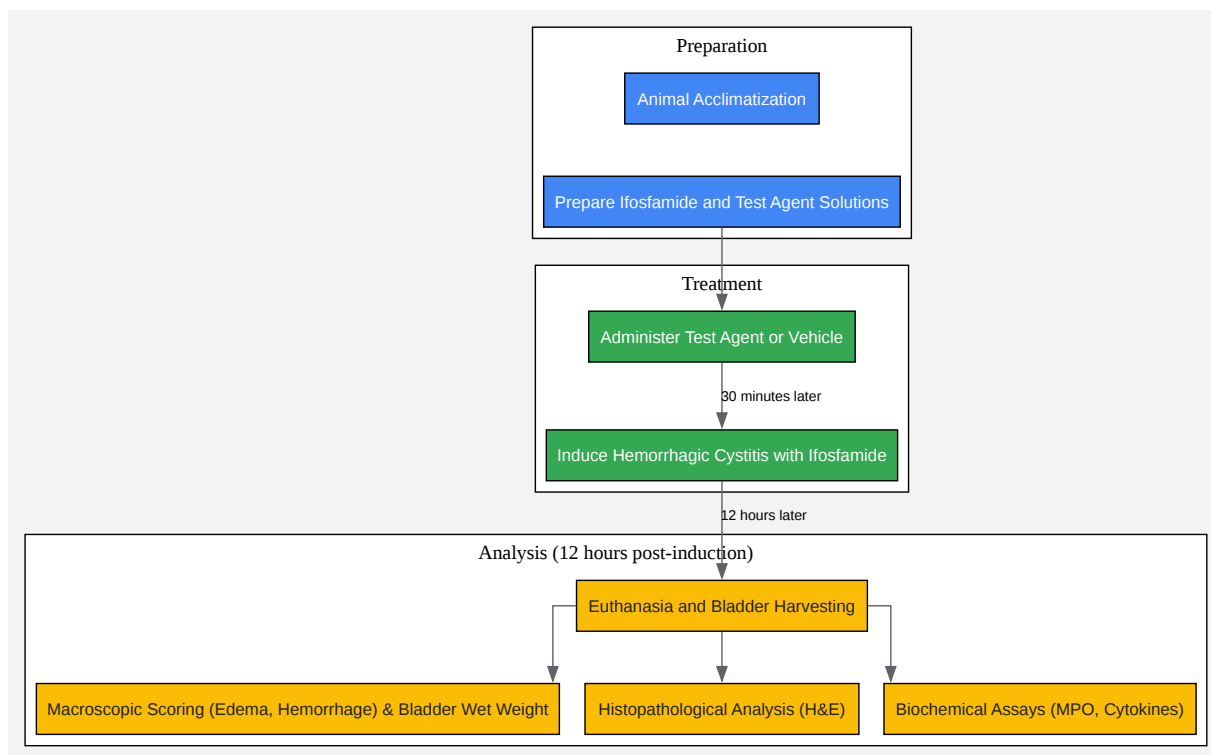 Preparation
Animal Acclimatization
Prepare Ifosfamide and Test Agent Solutions
Treatment
Administer Test Agent or Vehicle
30 minutes later
Induce Hemorrhagic Cystitis with Ifosfamide
12 hours later
Analysis (12 hours post-induction)
Euthanasia and Bladder Harvesting
Macroscopic Scoring (Edema, Hemorrhage) & Bladder Wet Weight
Histopathological Analysis (H&E)
Biochemical Assays (MPO, Cytokines)